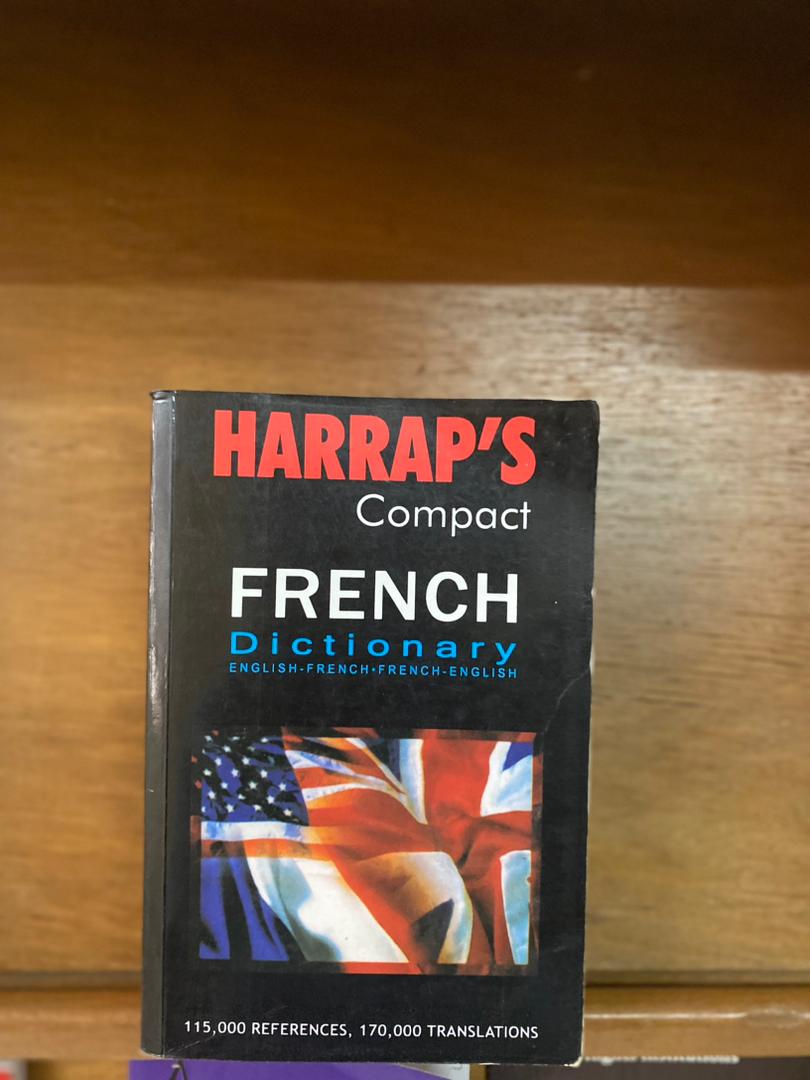 HARRAP'S
Compact
FRENCH
Dictionary
ENGLISH-FRENCH•FRENCH-ENGLISH
115,000 REFERENCES, 170,000 TRANSLATIONS